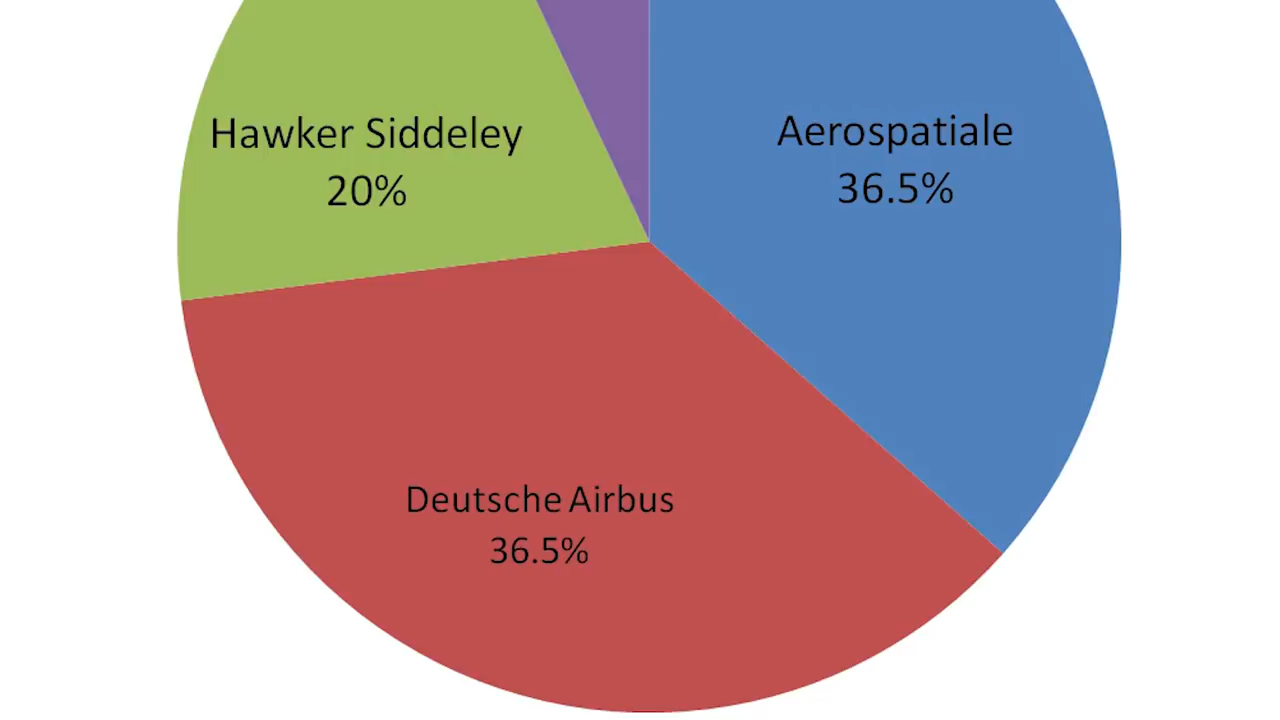 Hawker Siddeley
20%
Aerospatiale
36.5%
Deutsche Airbus
36.5%